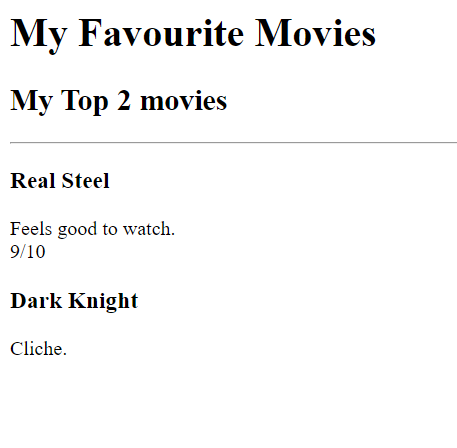 My Favourite Movies
My Top 2 movies
Real Steel
Feels good to watch.
9/10
Dark Knight
Cliche.